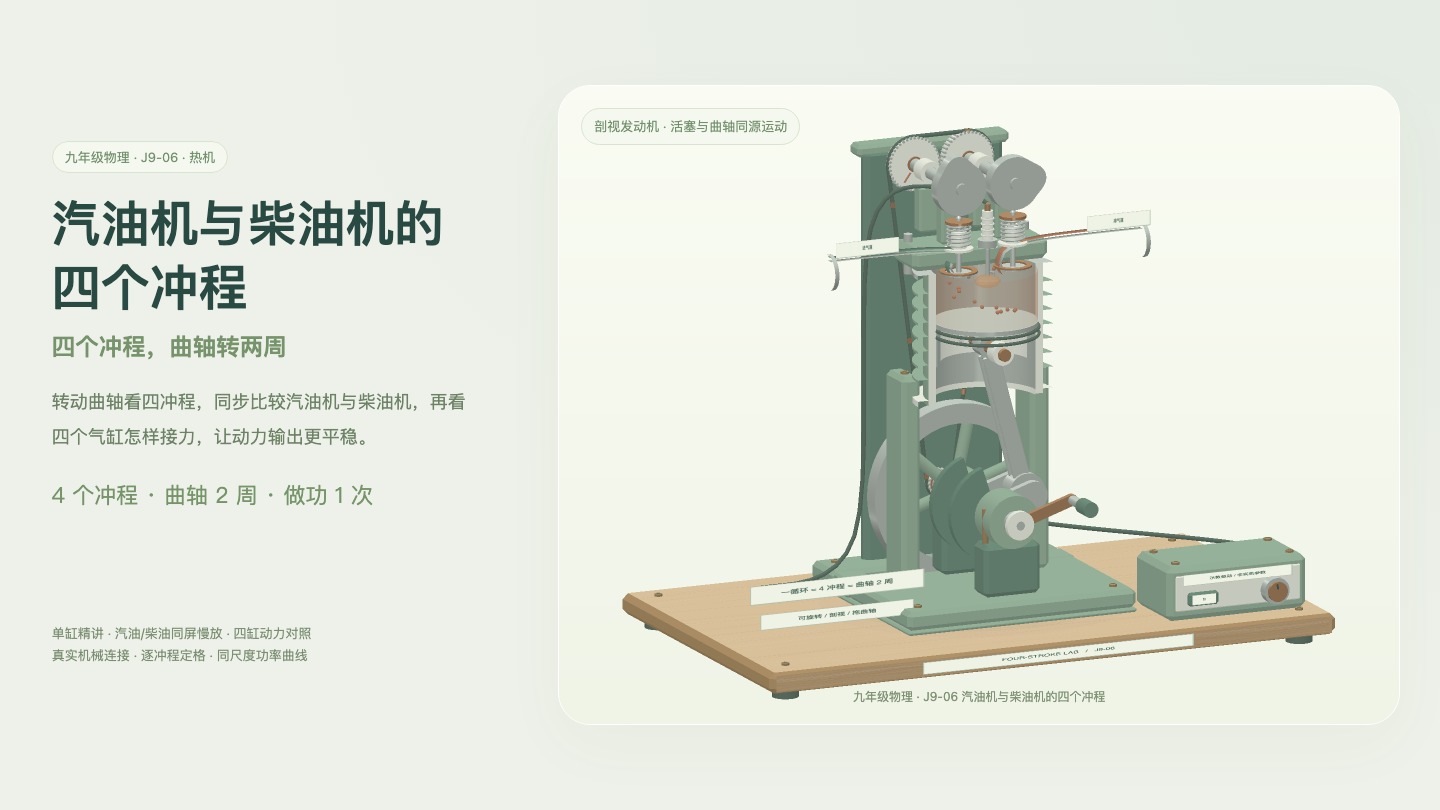 九年级物理 · J9-06 · 热机
汽油机与柴油机的
四个冲程
四个冲程，曲轴转两周
转动曲轴看四冲程，同步比较汽油机与柴油机，再看
四个气缸怎样接力，让动力输出更平稳。
4 个冲程 · 曲轴 2 周 · 做功 1 次
单缸精讲 · 汽油/柴油同屏慢放 · 四缸动力对照
真实机械连接 · 逐冲程定格 · 同尺度功率曲线
剖视发动机 · 活塞与曲轴同源运动
一循环 = 4 冲程 = 曲轴 2 周
可旋转 / 剖视 / 拖曲轴
FOUR-STROKE LAB / J9-06
九年级物理 · J9-06 汽油机与柴油机的四个冲程